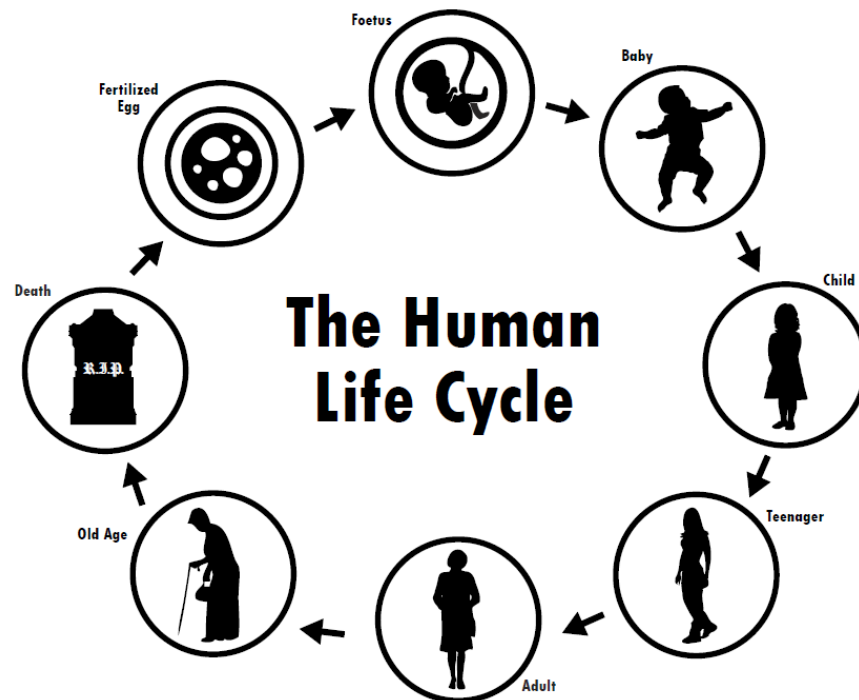 Foetus
Baby
Fertilized
Egg
Child
Death
The Human
Life Cycle
R.I.P.
Teenager
Old Age
Adult